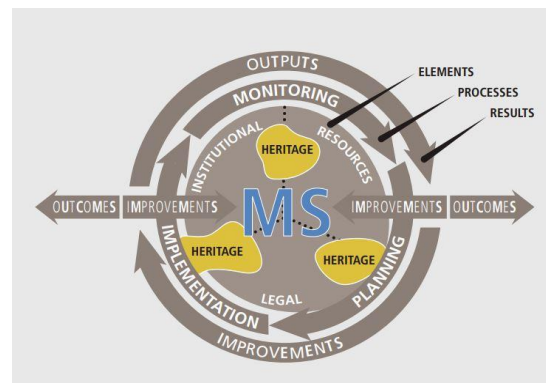 OUTPUTS
MONITORING
ELEMENTS
PROCESSES
RESULTS
INSTITUTIONAL
RESOURCES
HERITAGE
OUTCOMES
IMPROVEMENTS
MS
IMPROVEMENTS
OUTCOMES
HERITAGE
HERITAGE
IMPLEMENTATION
LEGAL
PLANNING
IMPROVEMENTS